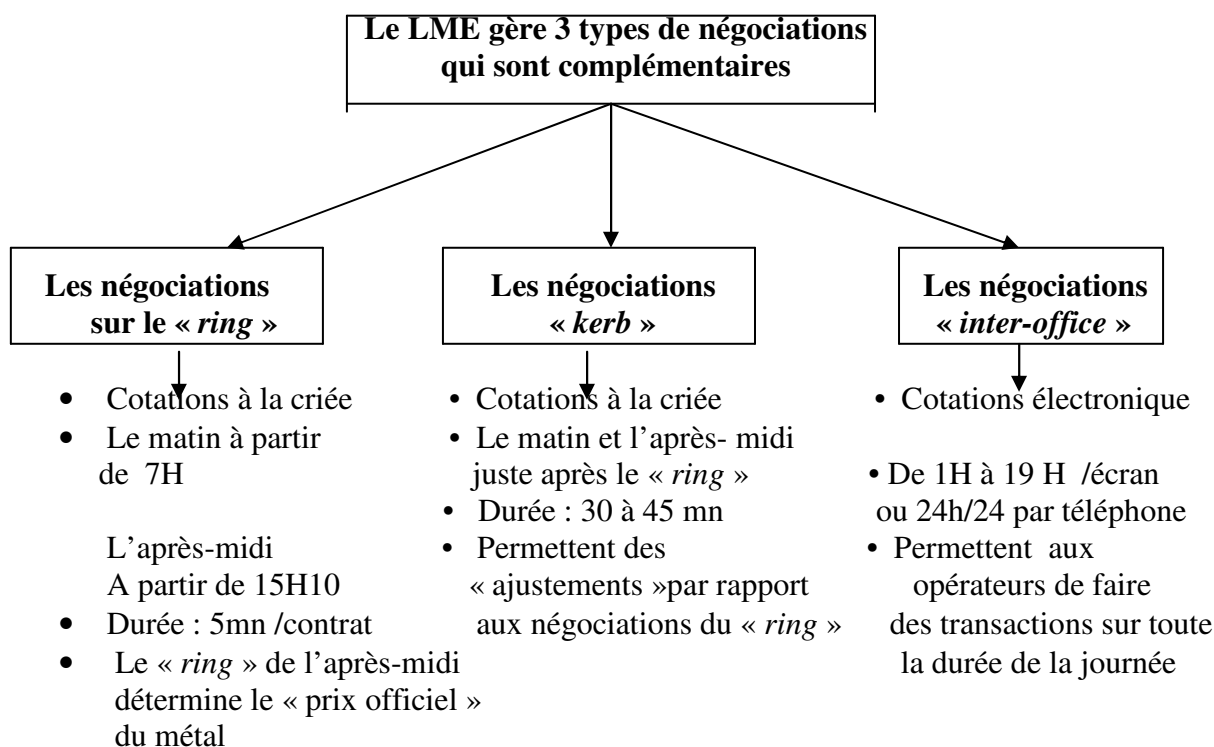 Le LME gère 3 types de négociations
qui sont complémentaires
Les négociations
sur le « ring »
• Cotations à la criée
• Le matin à partir
de 7H
L'après-midi
A partir de 15H10
• Durée : 5mn /contrat
• Le « ring » de l'après-midi
détermine le « prix officiel »
du métal
Les négociations
« kerb »
• Cotations à la criée
• Le matin et l'après- midi
juste après le « ring »
• Durée : 30 à 45 mn
• Permettent des
« ajustements »par rapport
aux négociations du « ring »
Les négociations
« inter-office »
• Cotations électronique
• De 1H à 19 H /écran
ou 24h/24 par téléphone
• Permettent aux
opérateurs de faire
des transactions sur toute
la durée de la journée